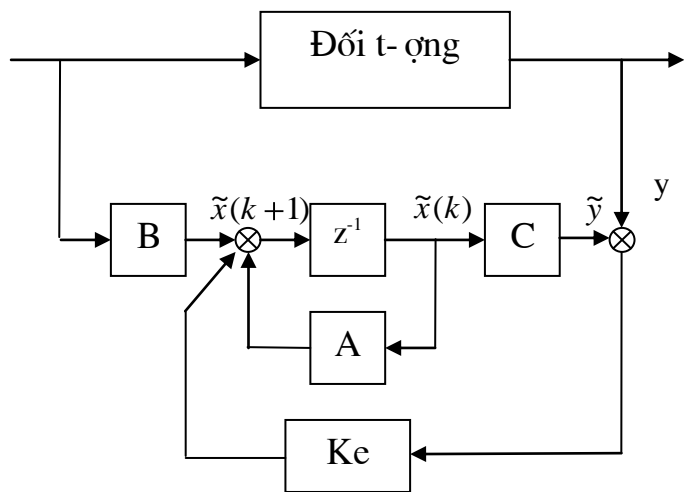 Đối t- ợng
y
x̃(k+1)
x̃(k)
ỹ
B
z⁻¹
C
A
Ke